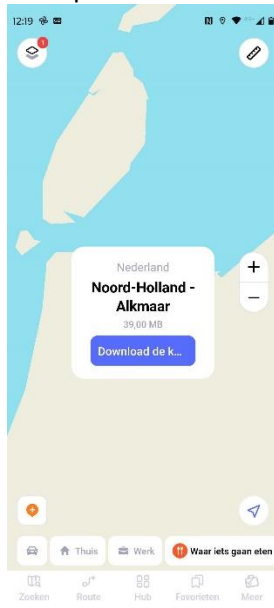 12:19
1
Nederland
Noord-Holland -
Alkmaar
39,00 MB
Download de k...
Thuis
Werk
Waar iets gaan eten
Zoeken
Route
Hub
Favorieten
Meer